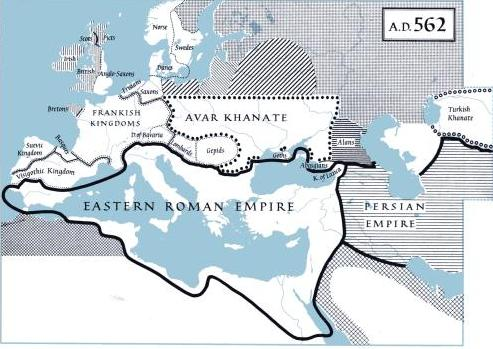 A.D. 562
Norse
Swedes
Scots
Picts
Irish
British
Anglo-Saxons
Danes
Frisians
Saxons
Bretons
FRANKISH
KINGDOMS
AVAR KHANATE
Turkish
Khanate
D of Bavaria
Lombards
Gepids
Goths
Alans
Abasgians
K. of Lazica
Suevic
Kingdom
Basques
Visigothic Kingdom
EASTERN ROMAN EMPIRE
PERSIAN
EMPIRE